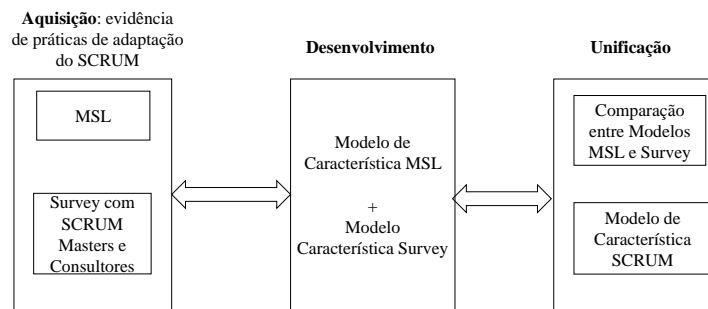 Aquisição: evidência
de práticas de adaptação
do SCRUM
MSL
Survey com
SCRUM
Masters e
Consultores
Desenvolvimento
Modelo de
Característica MSL
+
Modelo
Característica Survey
Unificação
Comparação
entre Modelos
MSL e Survey
Modelo de
Característica
SCRUM